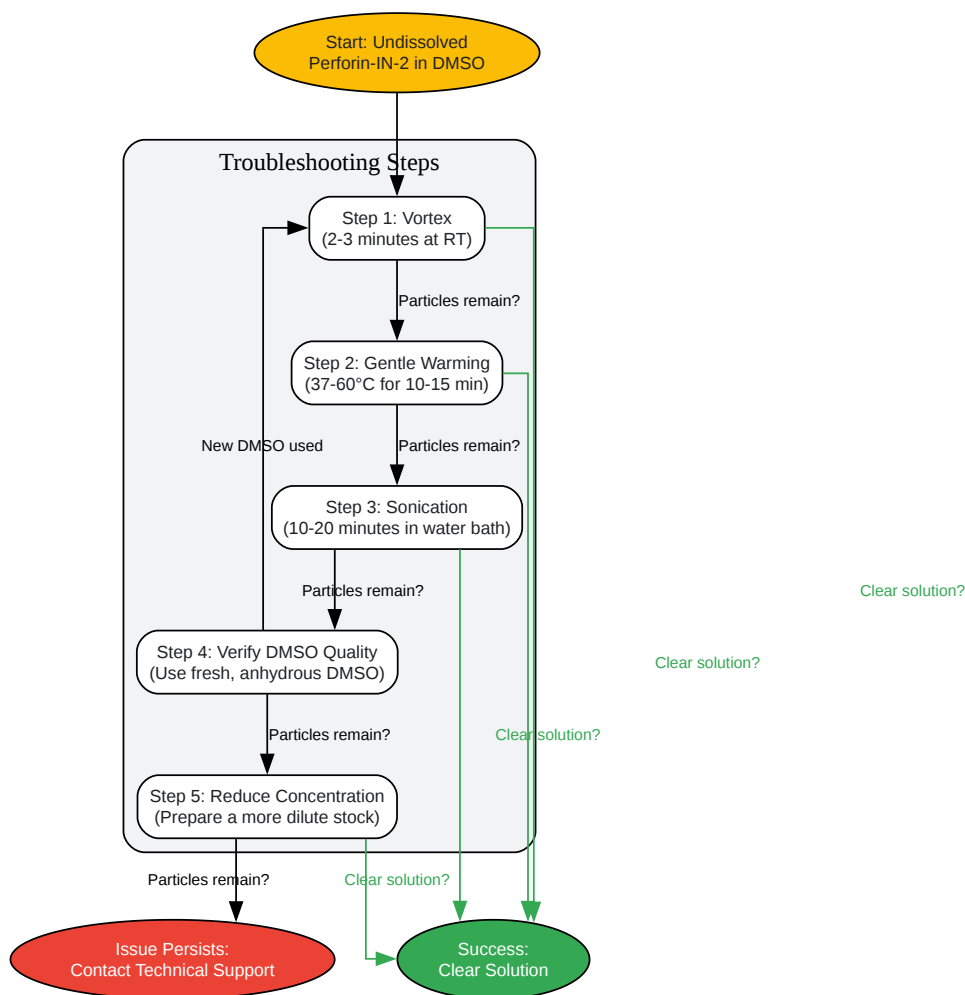 Start: Undissolved
Perforin-IN-2 in DMSO
Troubleshooting Steps
Step 1: Vortex
(2-3 minutes at RT)
Particles remain?
Step 2: Gentle Warming
(37-60°C for 10-15 min)
New DMSO used
Particles remain?
Step 3: Sonication
(10-20 minutes in water bath)
Particles remain?
Clear solution?
Step 4: Verify DMSO Quality
(Use fresh, anhydrous DMSO)
Clear solution?
Particles remain?
Clear solution?
Step 5: Reduce Concentration
(Prepare a more dilute stock)
Particles remain?
Clear solution?
Issue Persists:
Contact Technical Support
Success:
Clear Solution